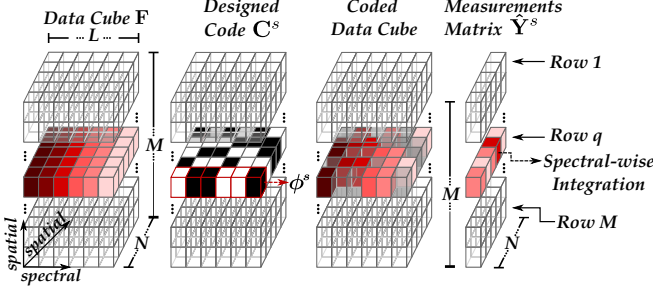 Data Cube F
L
Designed
Code C^s
Coded
Data Cube
Measurements
Matrix Ŷ^s
Row 1
M
Row q
Spectral-wise
Integration
ϕ^s
M
Row M
spatial
spatial
spectral
N
N